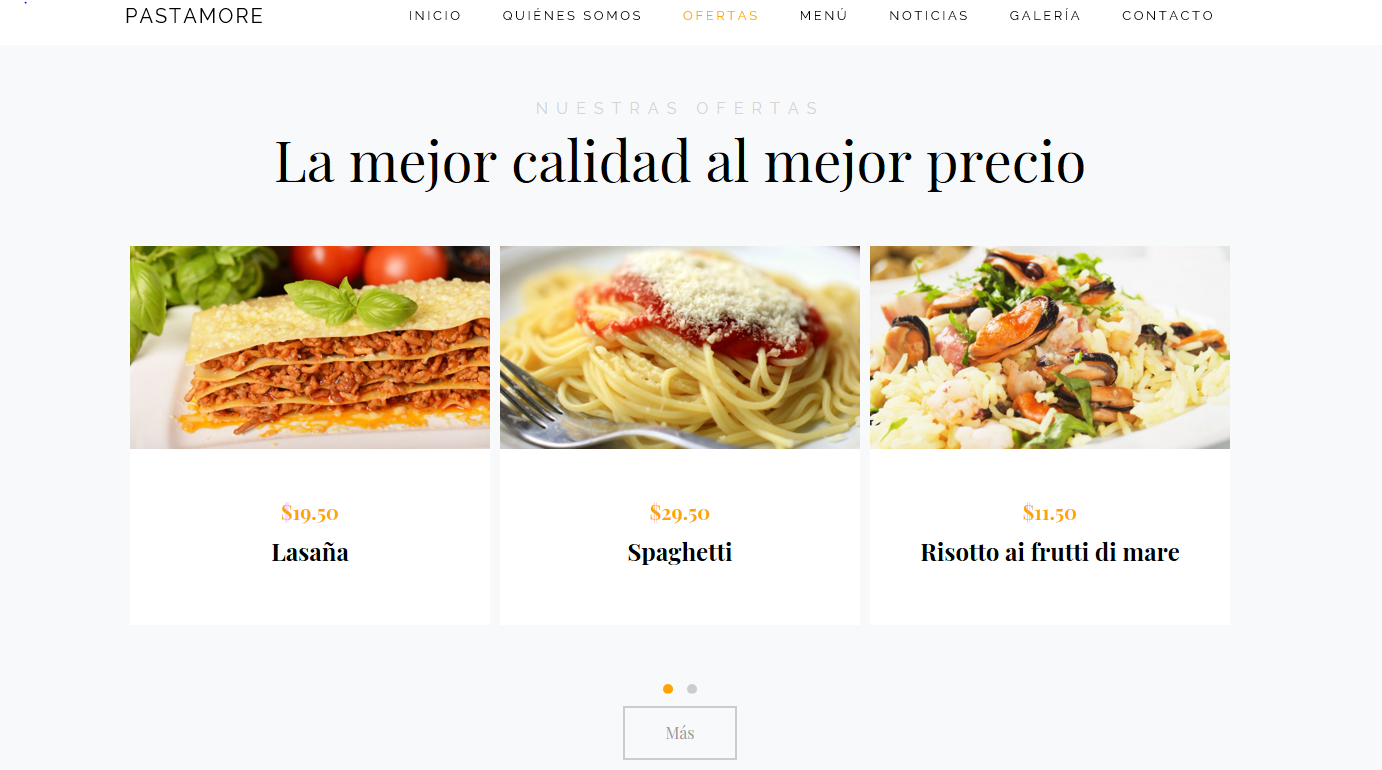 PASTAMORE INICIO QUIÉNES SOMOS OFERTAS MENÚ NOTICIAS GALERÍA CONTACTO
NUESTRAS OFERTAS
La mejor calidad al mejor precio
$19.50
Lasaña
$29.50
Spaghetti
$11.50
Risotto ai frutti di mare
Más